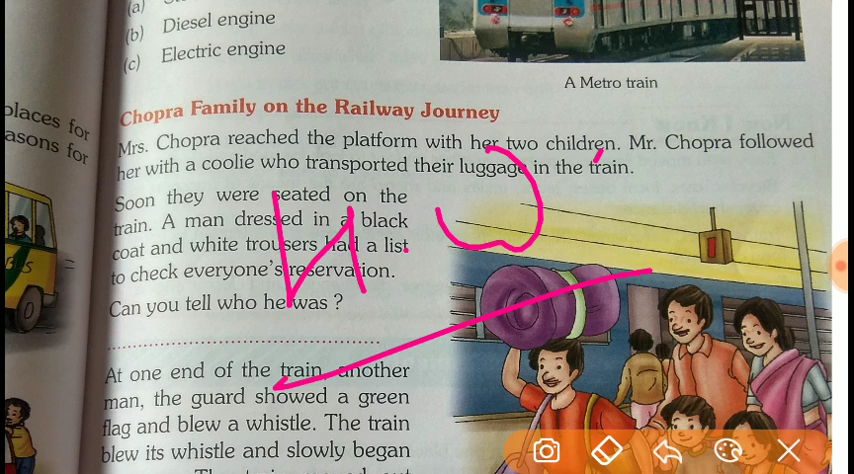 (a)
(b) Diesel engine
(c) Electric engine
A Metro train
places for
asons for
Chopra Family on the Railway Journey
Mrs. Chopra reached the platform with her two children. Mr. Chopra followed
her with a coolie who transported their luggage in the train.
Soon they were seated on the
train. A man dressed in a black
coat and white trousers had a list
to check everyone's reservation.
Can you tell who he was ?
At one end of the train, another
man, the guard showed a green
flag and blew a whistle. The train
blew its whistle and slowly began